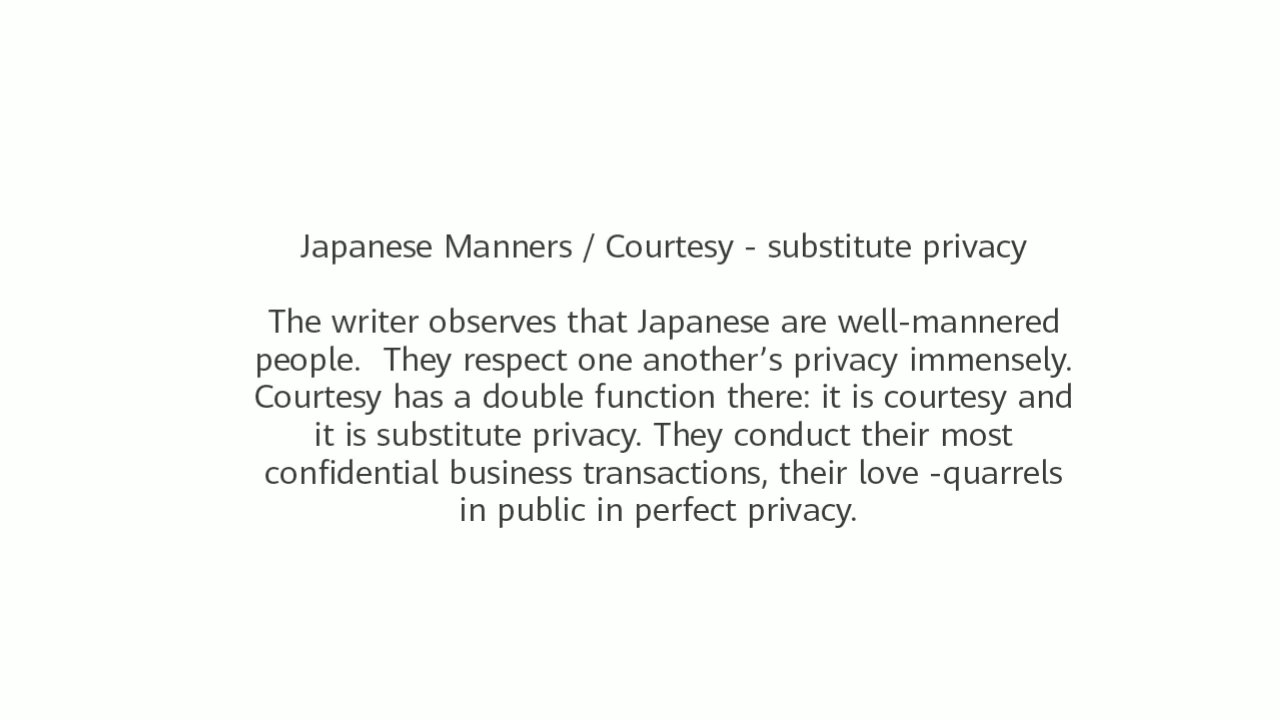 Japanese Manners / Courtesy - substitute privacy
The writer observes that Japanese are well-mannered
people.  They respect one another’s privacy immensely.
Courtesy has a double function there: it is courtesy and
it is substitute privacy. They conduct their most
confidential business transactions, their love -quarrels
in public in perfect privacy.